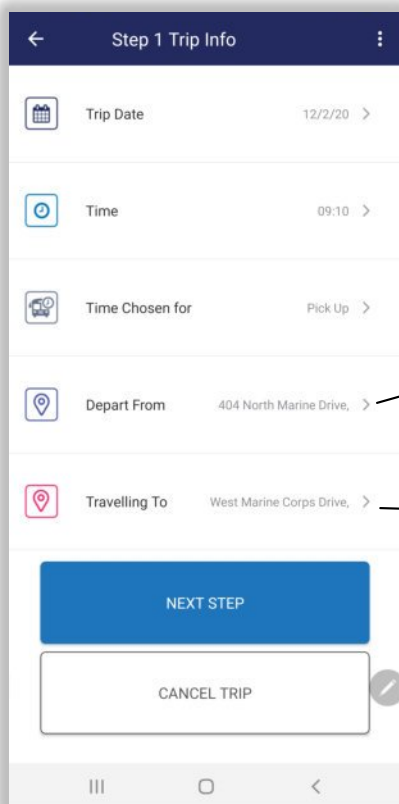 Step 1 Trip Info
Trip Date 12/2/20
Time 09:10
Time Chosen for Pick Up
Depart From 404 North Marine Drive,
Travelling To West Marine Corps Drive,
NEXT STEP
CANCEL TRIP